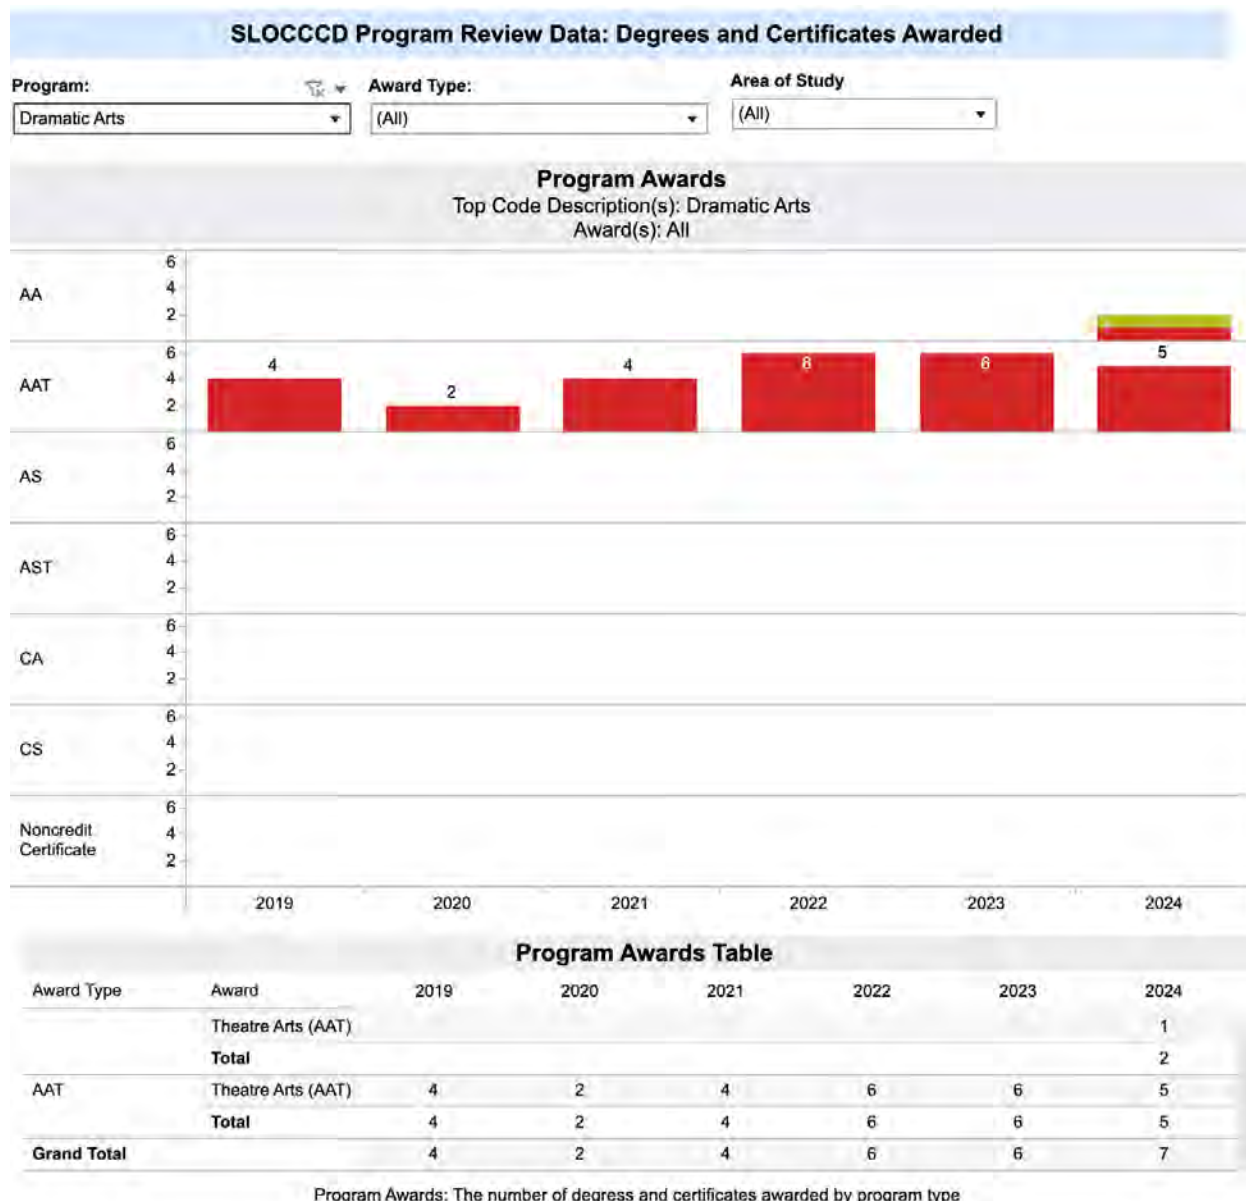 SLOCCCD Program Review Data: Degrees and Certificates Awarded
Program: Award Type: Area of Study
Dramatic Arts (All) (All)
Program Awards
Top Code Description(s): Dramatic Arts
Award(s): All
AA 6 4 2
AAT 6 4 2 4 2 4 6 6 5
AS 6 4 2
AST 6 4 2
CA 6 4 2
CS 6 4 2
Noncredit Certificate 6 4 2
2019 2020 2021 2022 2023 2024
Program Awards Table
Award Type Award 2019 2020 2021 2022 2023 2024
Theatre Arts (AAT) 1
Total 2
AAT Theatre Arts (AAT) 4 2 4 6 6 5
Total 4 2 4 6 6 5
Grand Total 4 2 4 6 6 7
Program Awards: The number of degress and certificates awarded by program type